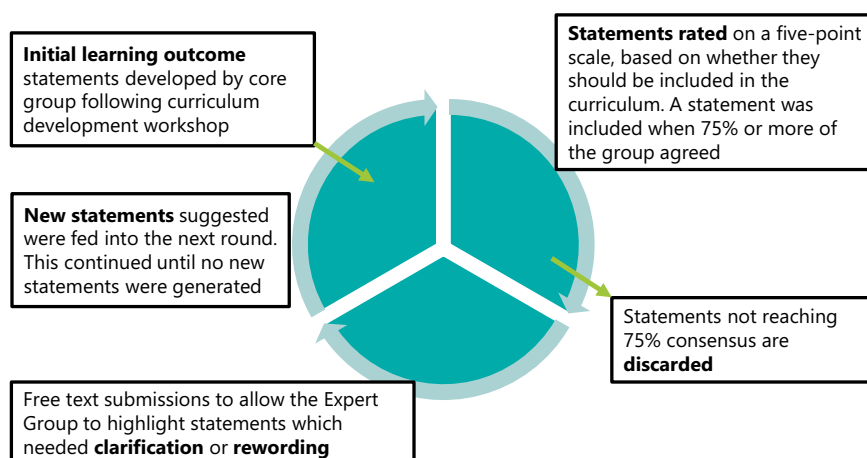 Initial learning outcome
statements developed by core
group following curriculum
development workshop
Statements rated on a five-point
scale, based on whether they
should be included in the
curriculum. A statement was
included when 75% or more of
the group agreed
New statements suggested
were fed into the next round.
This continued until no new
statements were generated
Statements not reaching
75% consensus are
discarded
Free text submissions to allow the Expert
Group to highlight statements which
needed clarification or rewording